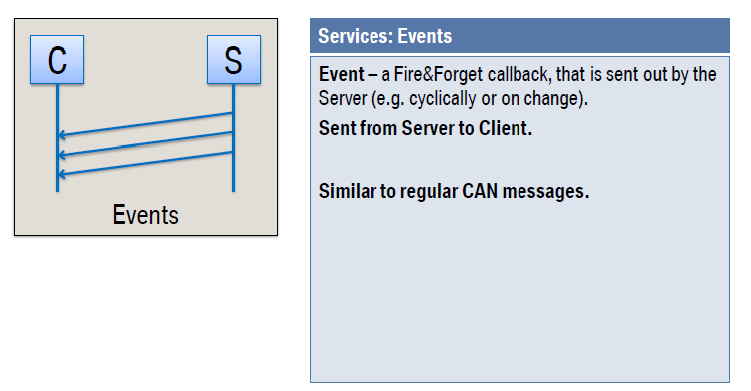 C
S
Events
Services: Events
Event – a Fire&Forget callback, that is sent out by the
Server (e.g. cyclically or on change).
Sent from Server to Client.
Similar to regular CAN messages.